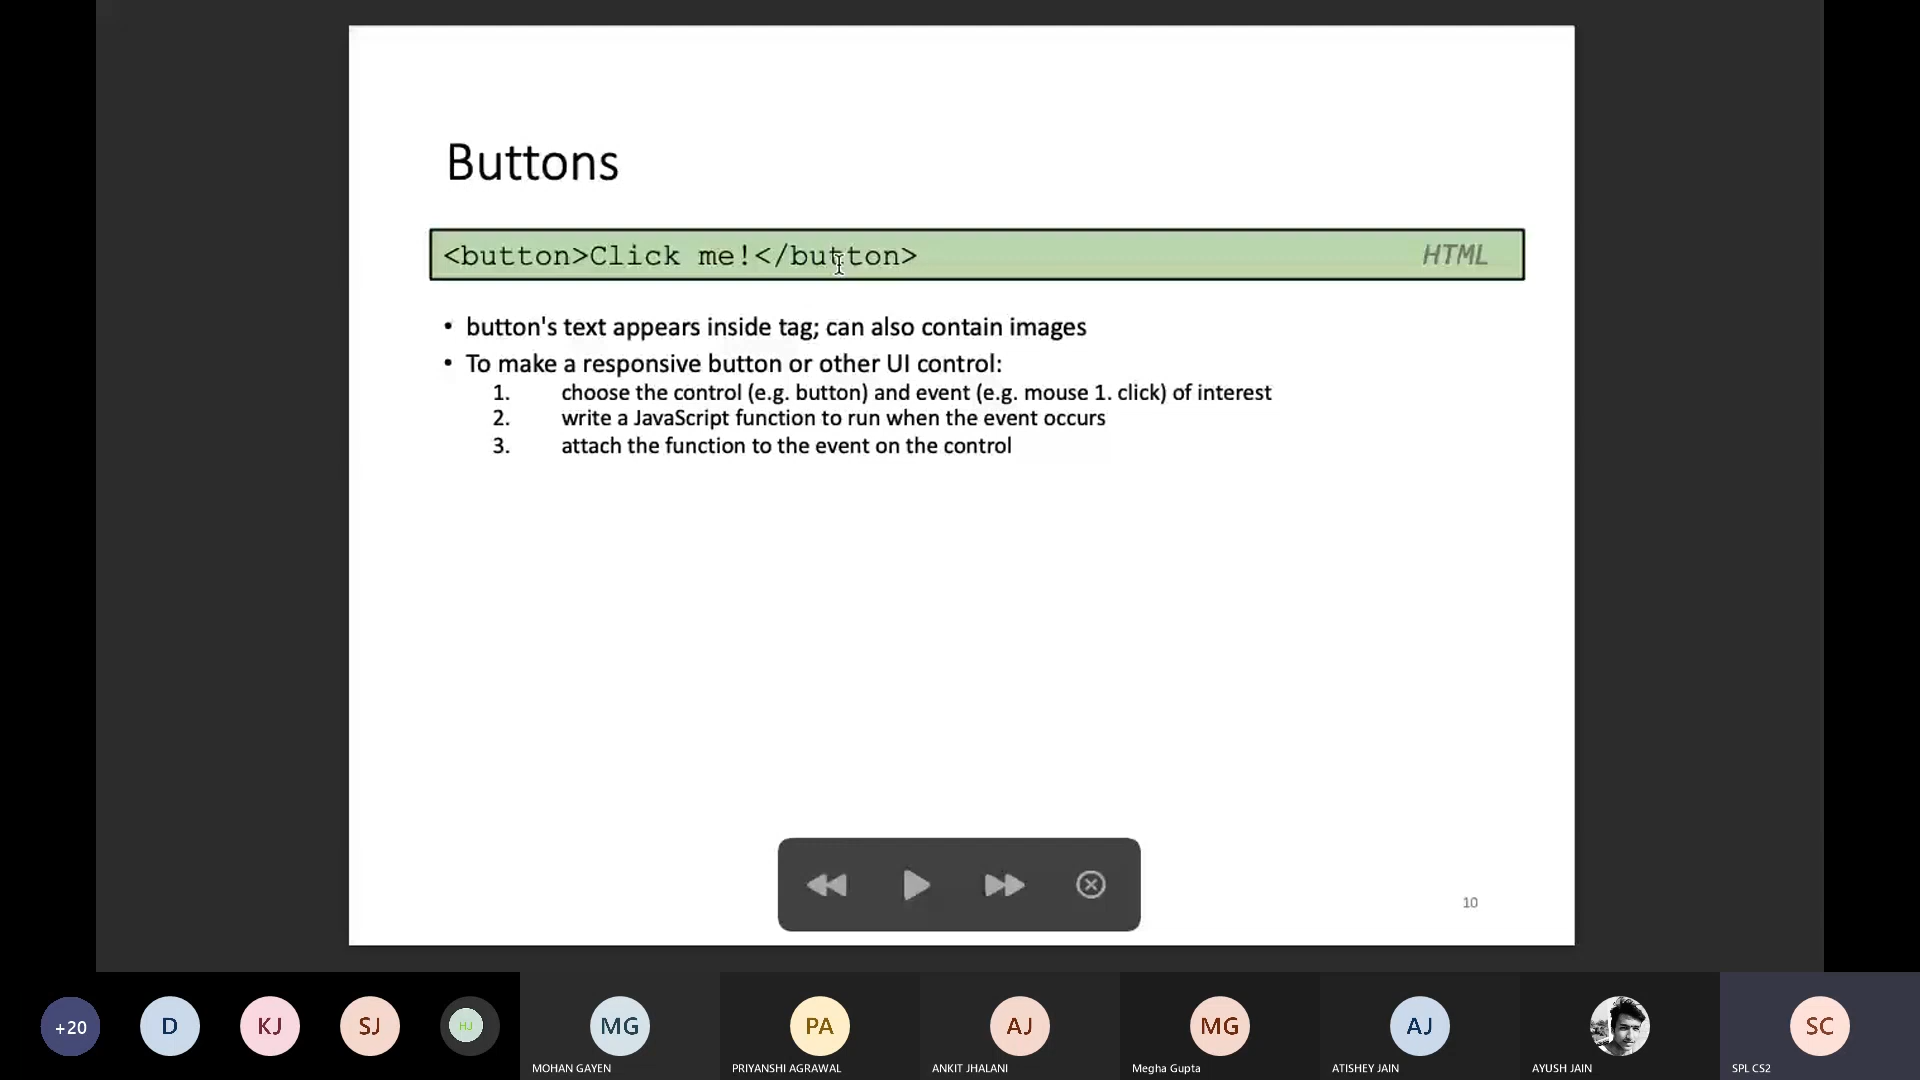 Buttons
<button>Click me!</button> HTML
• button's text appears inside tag; can also contain images
• To make a responsive button or other UI control:
1. choose the control (e.g. button) and event (e.g. mouse 1. click) of interest
2. write a JavaScript function to run when the event occurs
3. attach the function to the event on the control
10
+20 D KJ SJ HJ MG PA AJ MG AJ SC
MOHAN GAYEN PRIYANSHI AGRAWAL ANKIT JHALANI Megha Gupta ATISHEY JAIN AYUSH JAIN SPL CS2